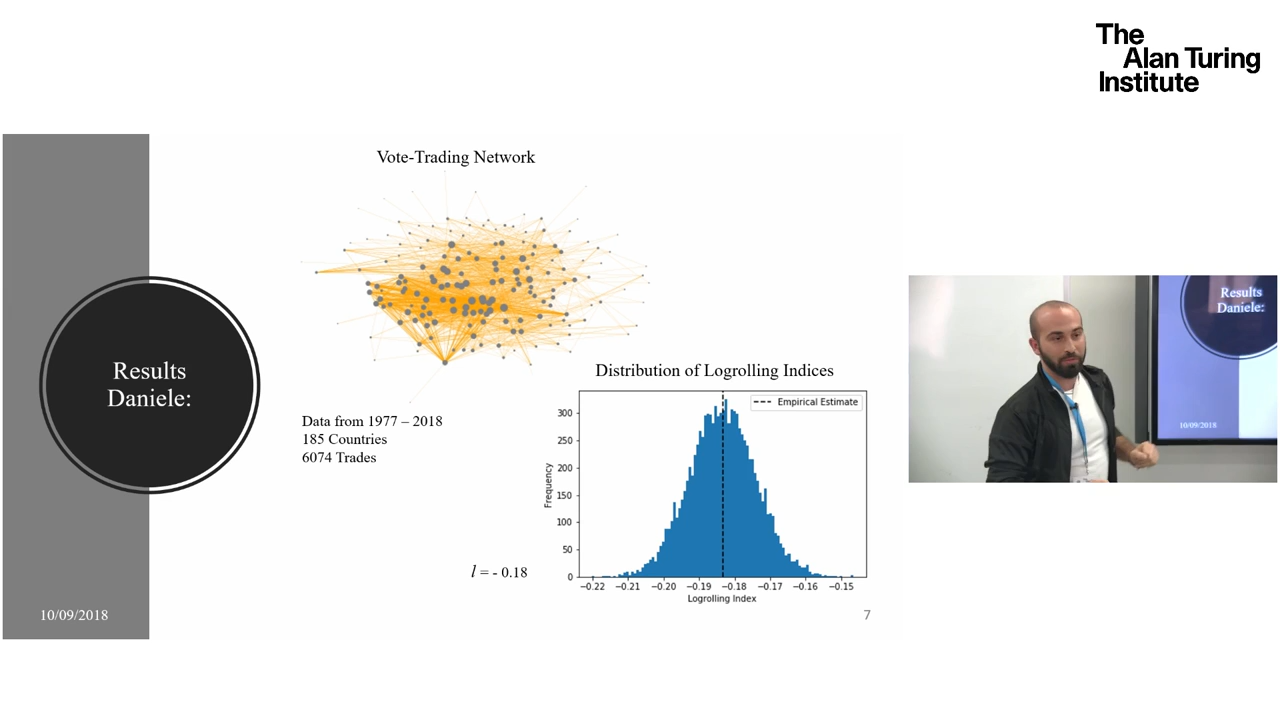 The
Alan Turing
Institute
Vote-Trading Network
Results
Daniele:
Data from 1977 – 2018
185 Countries
6074 Trades
l = - 0.18
Distribution of Logrolling Indices
Empirical Estimate
Frequency
300
250
200
150
100
50
0
−0.22 −0.21 −0.20 −0.19 −0.18 −0.17 −0.16 −0.15
Logrolling Index
10/09/2018
7
Results
Daniele:
10/09/2018